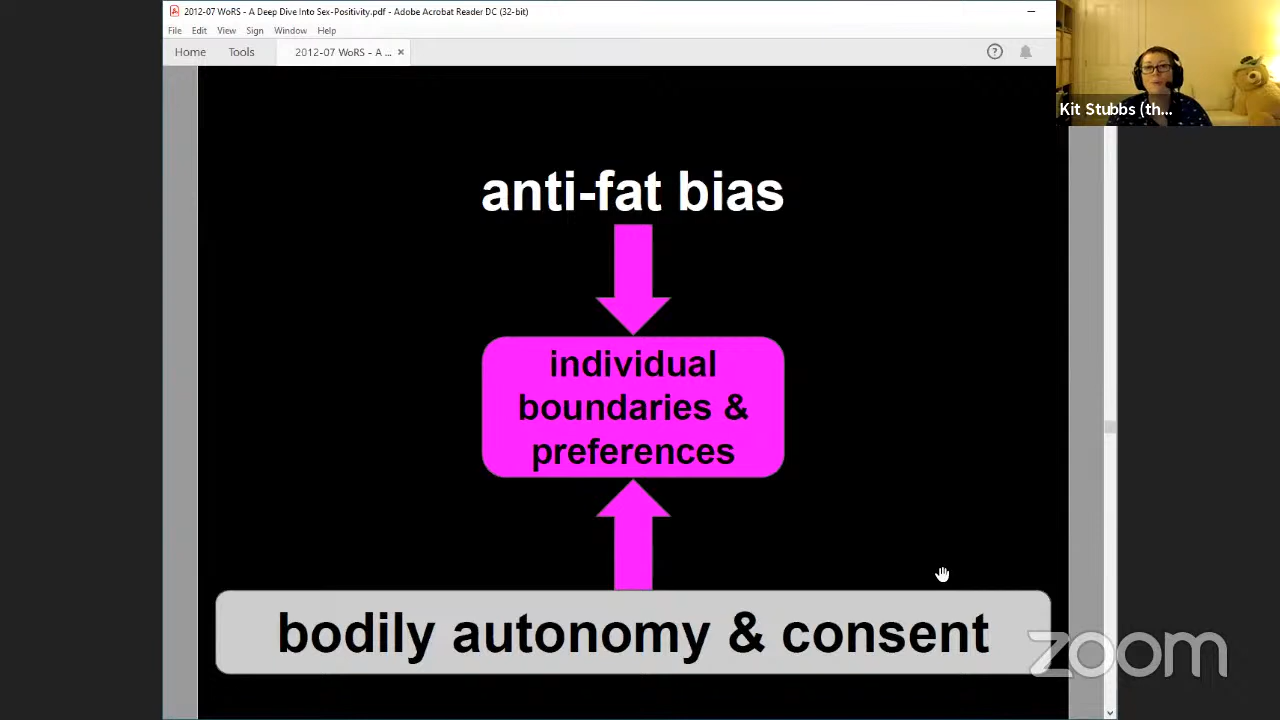 2012-07 WoRS - A Deep Dive Into Sex-Positivity.pdf - Adobe Acrobat Reader DC (32-bit)
File Edit View Sign Window Help
Home Tools 2012-07 WoRS - A ... ×
Kit Stubbs (th...
anti-fat bias
individual
boundaries &
preferences
bodily autonomy & consent
zoom